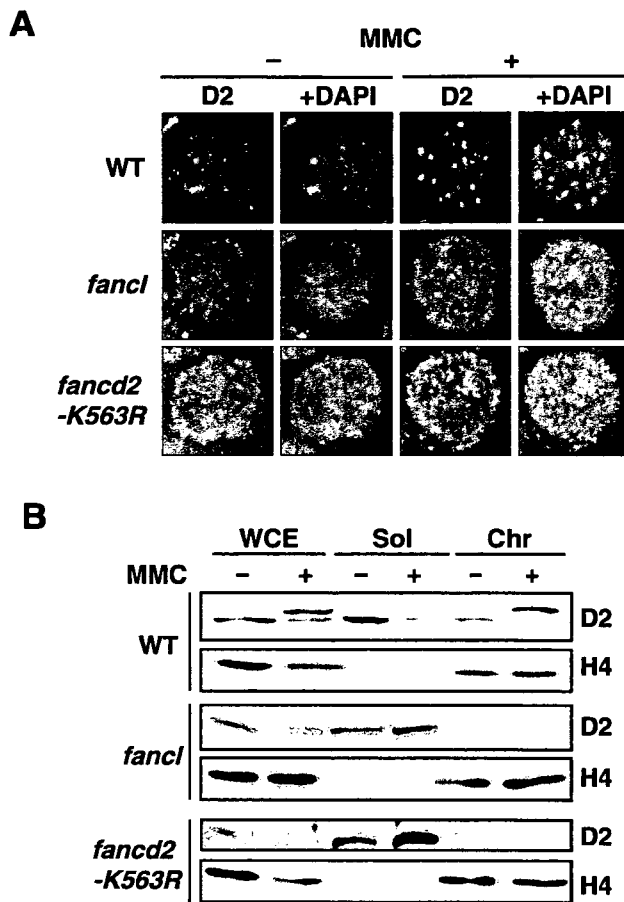 A
MMC
– +
D2 +DAPI D2 +DAPI
WT
fancl
fancd2
-K563R
B
WCE Sol Chr
MMC – + – + – +
WT
D2
H4
fancl
D2
H4
fancd2
-K563R
D2
H4